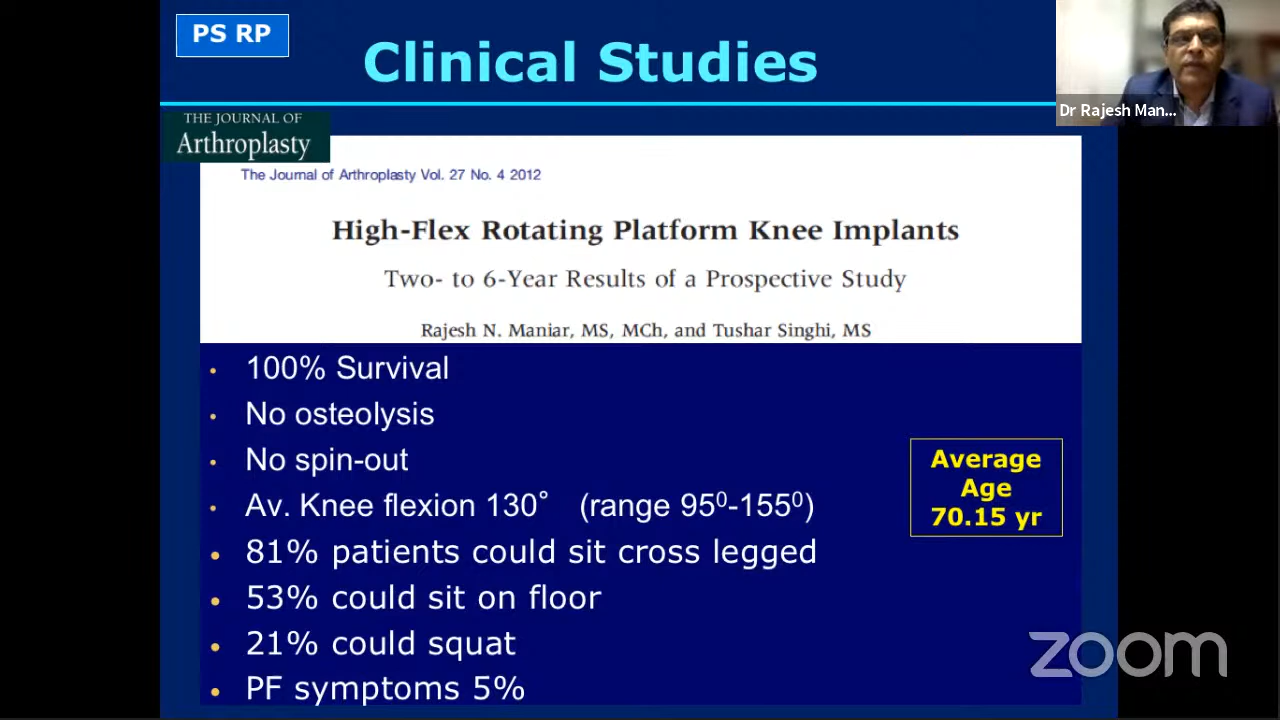 PS RP
Clinical Studies
Dr Rajesh Man...
THE JOURNAL OF
Arthroplasty
The Journal of Arthroplasty Vol. 27 No. 4 2012
High-Flex Rotating Platform Knee Implants
Two- to 6-Year Results of a Prospective Study
Rajesh N. Maniar, MS, MCh, and Tushar Singhi, MS
• 100% Survival
• No osteolysis
• No spin-out
• Av. Knee flexion 130° (range 95⁰-155⁰)
• 81% patients could sit cross legged
• 53% could sit on floor
• 21% could squat
• PF symptoms 5%
Average
Age
70.15 yr
zoom